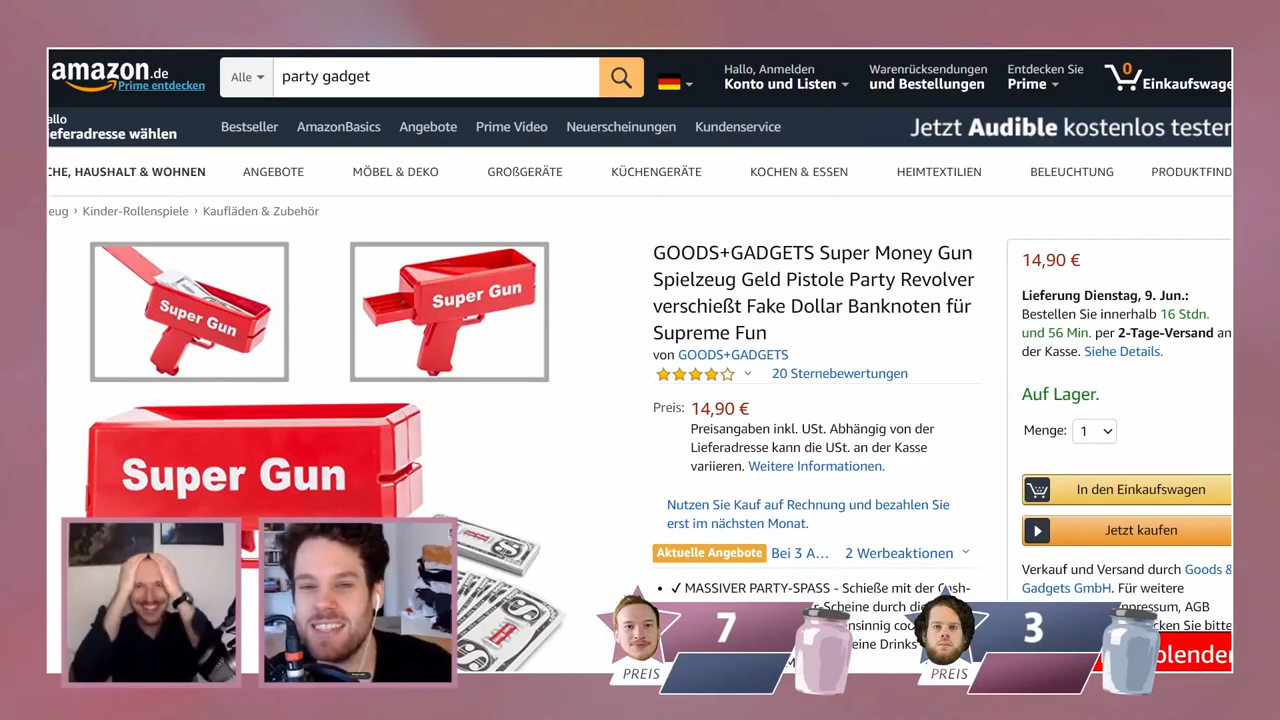 amazon.de
Prime entdecken
Alle
party gadget
Hallo, Anmelden
Konto und Listen
Warenrücksendungen
und Bestellungen
Entdecken Sie
Prime
0
Einkaufswage
allo
ieferadresse wählen
Bestseller
AmazonBasics
Angebote
Prime Video
Neuerscheinungen
Kundenservice
Jetzt Audible kostenlos tester
CHE, HAUSHALT & WOHNEN
ANGEBOTE
MÖBEL & DEKO
GROßGERÄTE
KÜCHENGERÄTE
KOCHEN & ESSEN
HEIMTEXTILIEN
BELEUCHTUNG
PRODUKTFIND
eug › Kinder-Rollenspiele › Kaufläden & Zubehör
Super Gun
Super Gun
Super Gun
GOODS+GADGETS Super Money Gun
Spielzeug Geld Pistole Party Revolver
verschießt Fake Dollar Banknoten für
Supreme Fun
von GOODS+GADGETS
20 Sternebewertungen
Preis: 14,90 €
Preisangaben inkl. USt. Abhängig von der
Lieferadresse kann die USt. an der Kasse
variieren. Weitere Informationen.
Nutzen Sie Kauf auf Rechnung und bezahlen Sie
erst im nächsten Monat.
Aktuelle Angebote Bei 3 A... 2 Werbeaktionen
• ✓ MASSIVER PARTY-SPASS - Schieße mit der Cash-
r-Scheine durch die
nsinnig coo
eine Drinks
14,90 €
Lieferung Dienstag, 9. Jun.:
Bestellen Sie innerhalb 16 Stdn.
und 56 Min. per 2-Tage-Versand an
der Kasse. Siehe Details.
Auf Lager.
Menge: 1
In den Einkaufswagen
Jetzt kaufen
Verkauf und Versand durch Goods &
Gadgets GmbH. Für weitere
mpressum, AGB
cken Sie bitte
blender
7
PREIS
3
PREIS